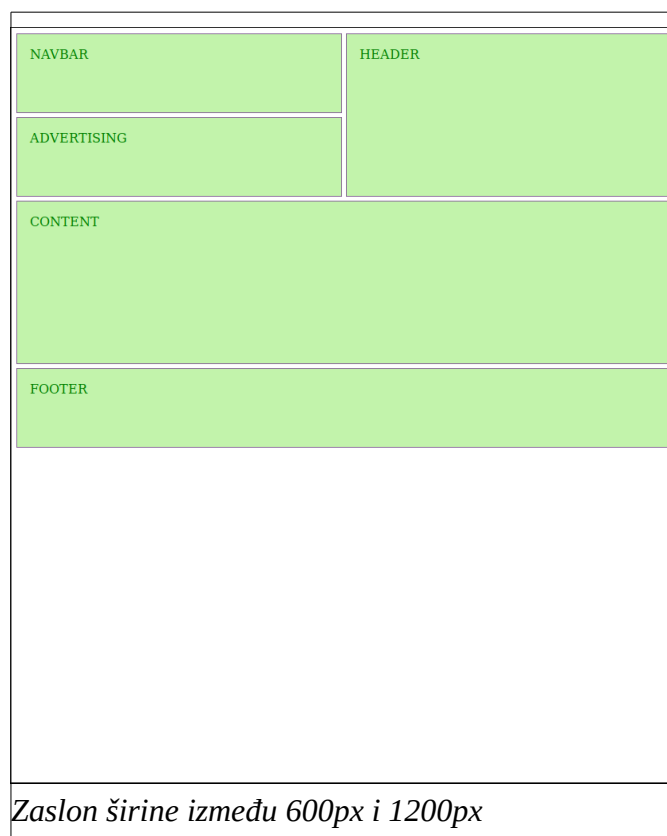 NAVBAR
HEADER
ADVERTISING
CONTENT
FOOTER
Zaslon širine između 600px i 1200px